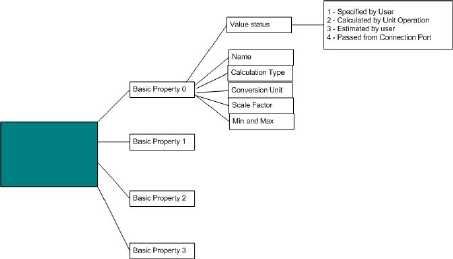 Value status
1 - Specified by User
2 - Calculated by Unit Operation
3 - Estimated by user
4 - Passed from Connection Port
Name
Calculation Type
Basic Property 0
Conversion Unit
Scale Factor
Min and Max
Basic Property 1
Basic Property 2
Basic Property 3